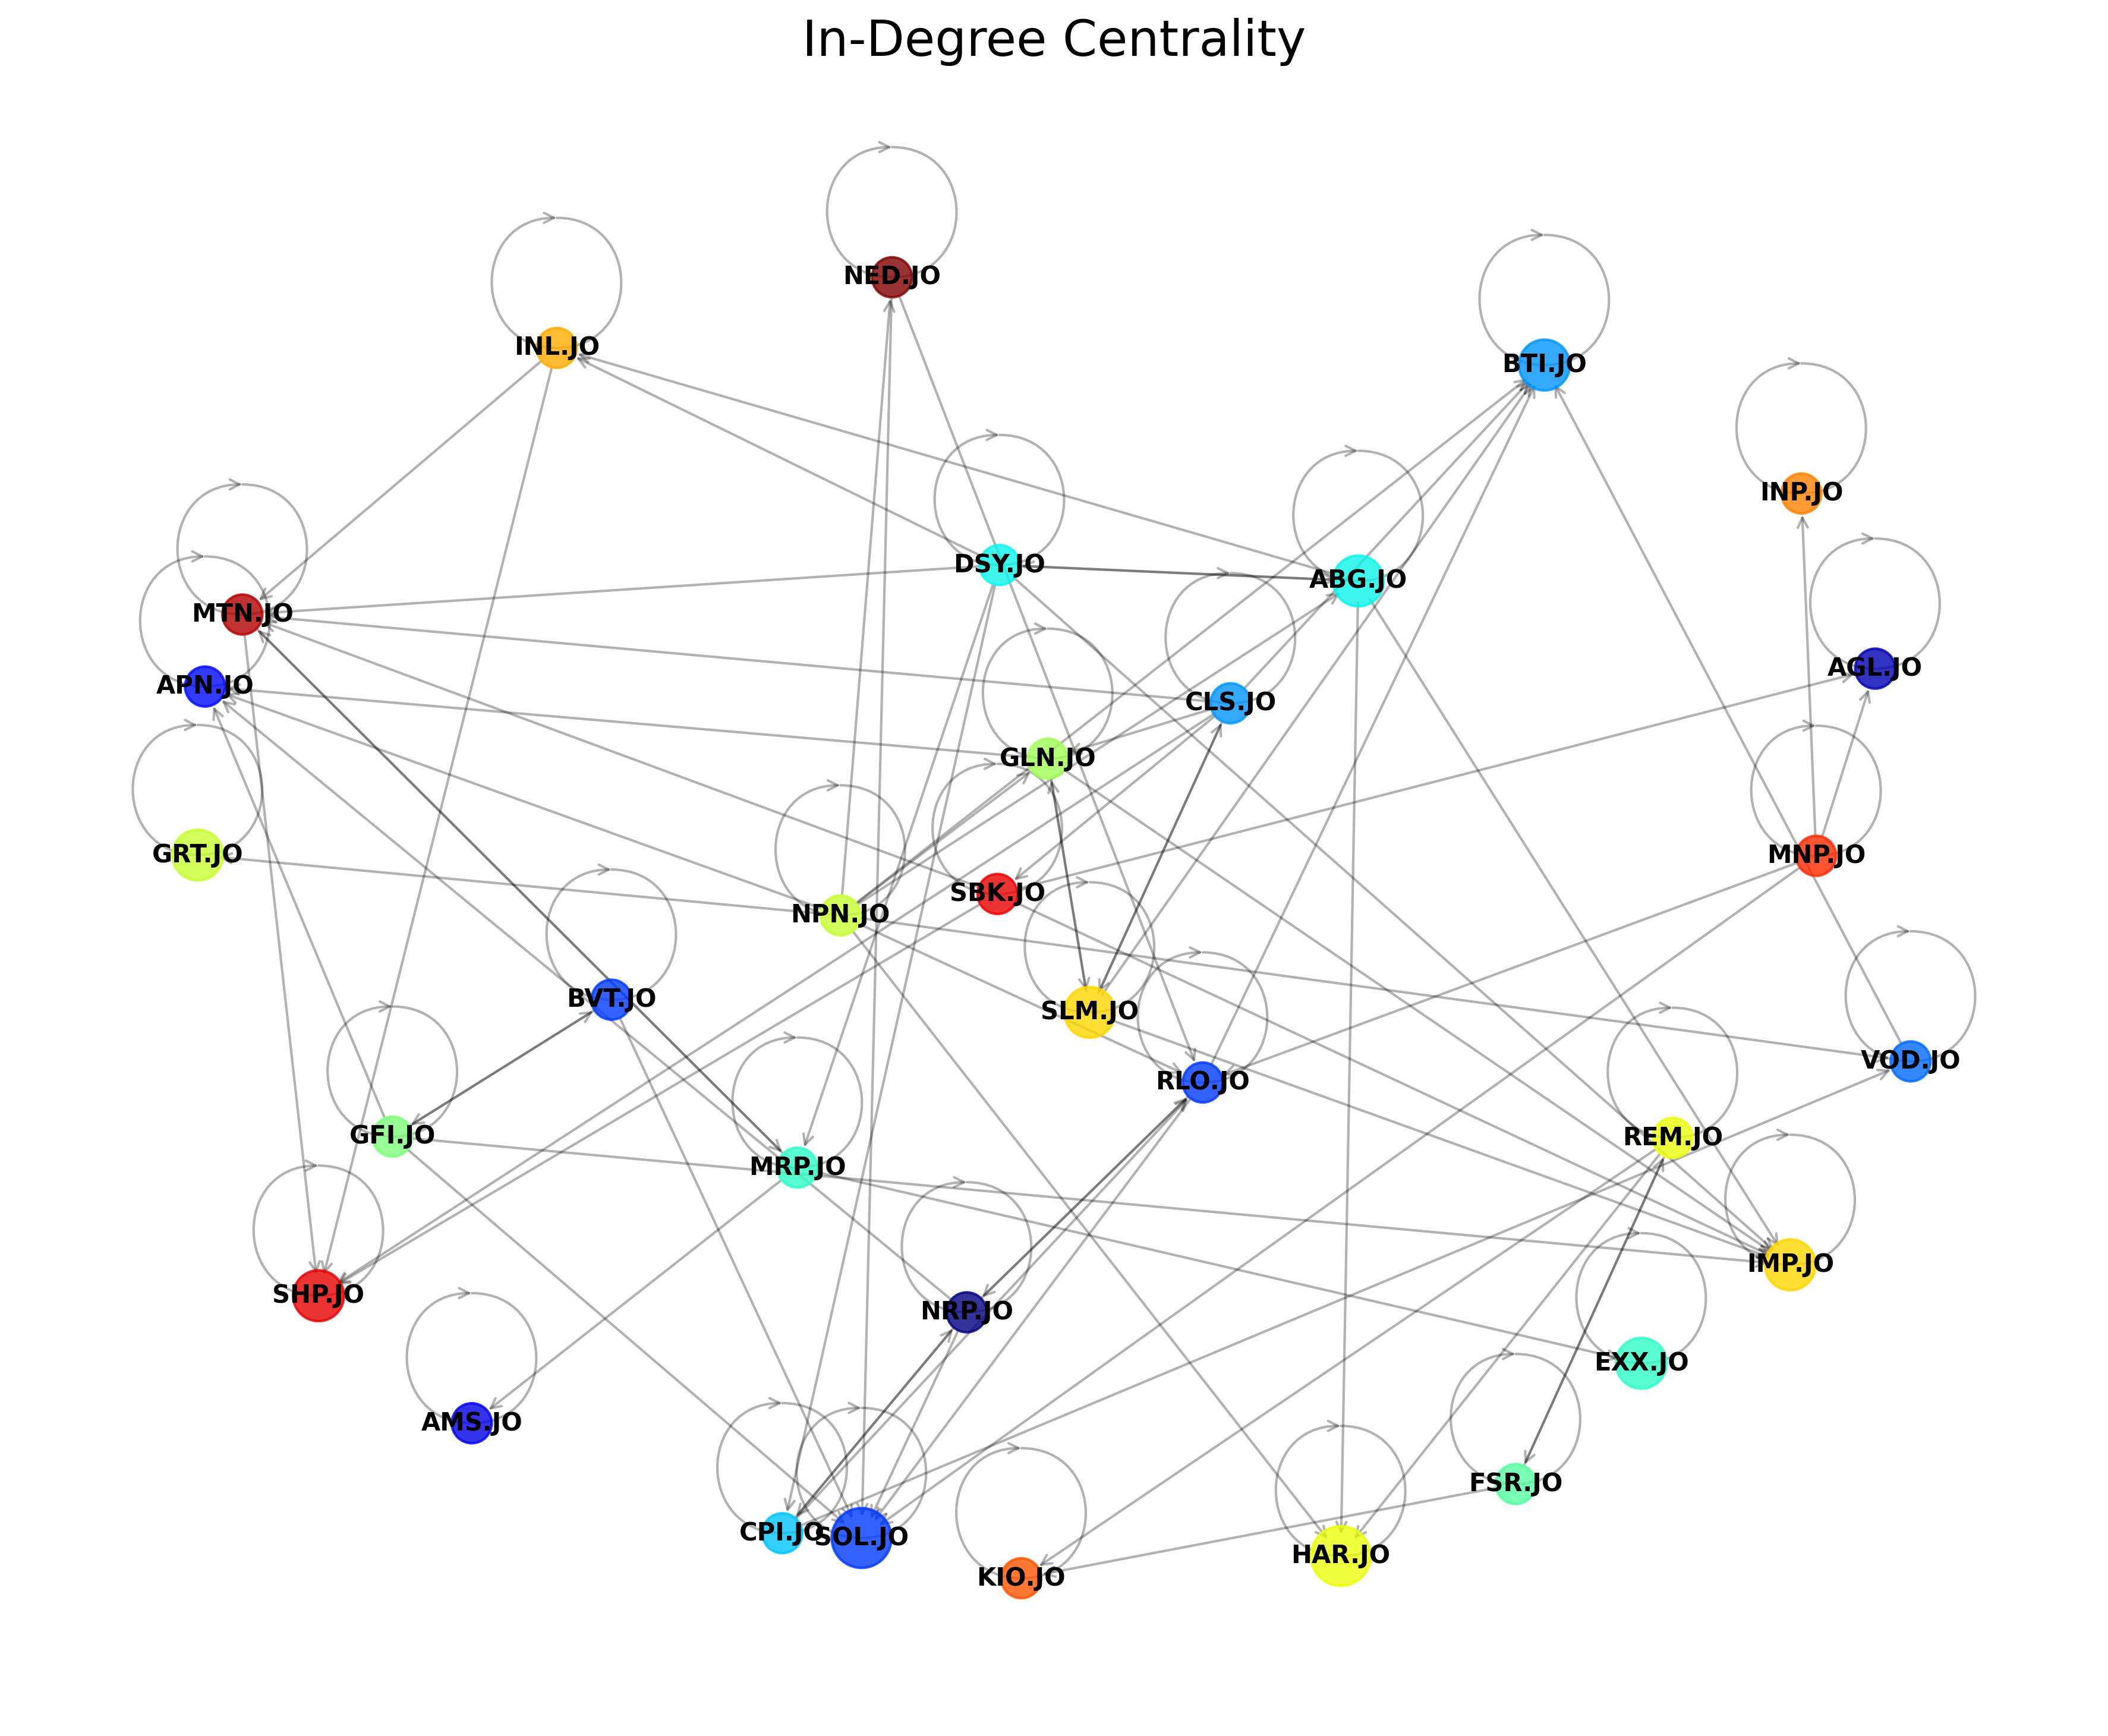 In-Degree Centrality
NED.JO
INL.JO
BTI.JO
INP.JO
DSY.JO
ABG.JO
MTN.JO
AGL.JO
APN.JO
CLS.JO
GLN.JO
GRT.JO
MNP.JO
SBK.JO
NPN.JO
BVT.JO
SLM.JO
VOD.JO
RLO.JO
GFI.JO
REM.JO
MRP.JO
IMP.JO
SHP.JO
NRP.JO
EXX.JO
AMS.JO
FSR.JO
CPI.JO
SOL.JO
HAR.JO
KIO.JO